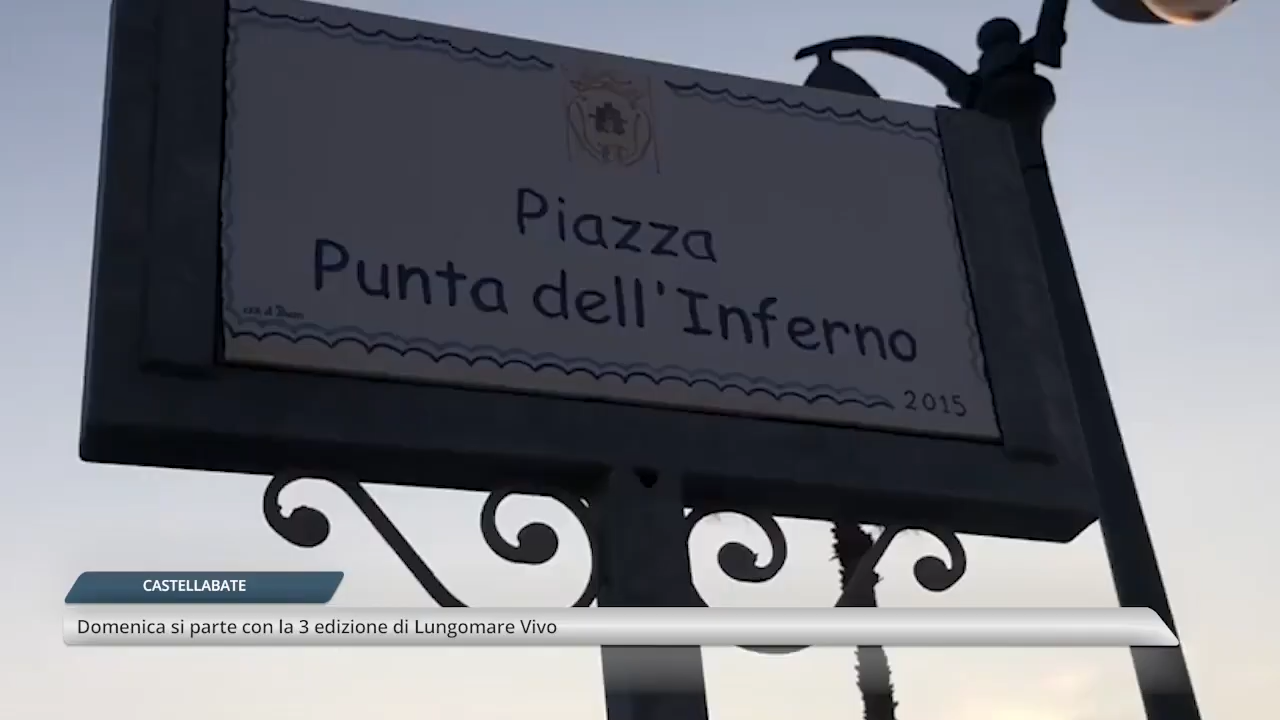 Piazza
Punta dell'Inferno
2015
CASTELLABATE
Domenica si parte con la 3 edizione di Lungomare Vivo